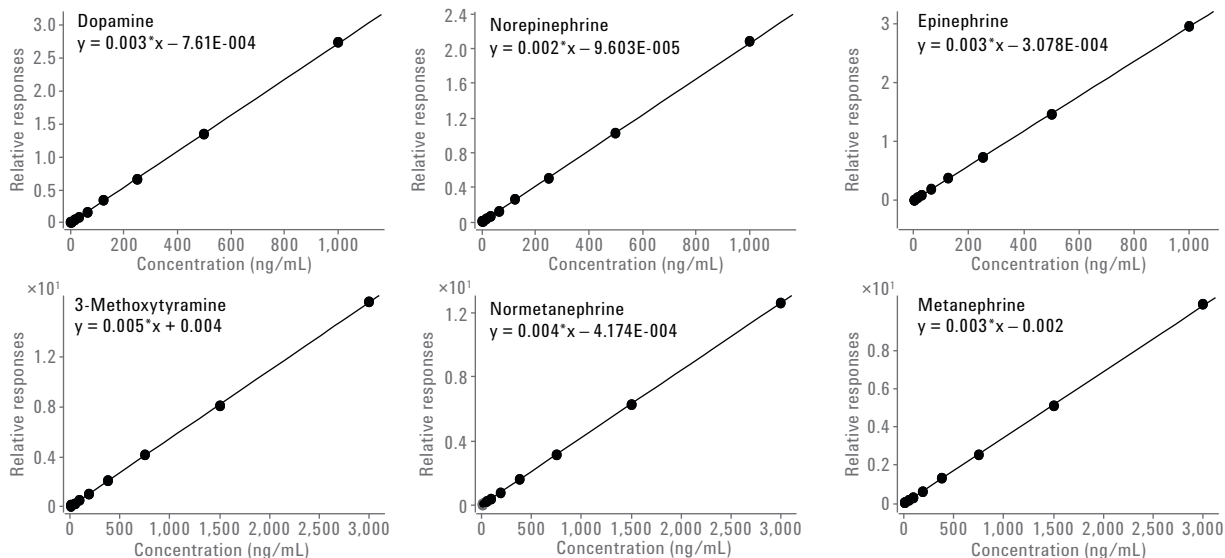 Dopamine
y = 0.003*x – 7.61E-004
3.0
2.5
2.0
1.5
1.0
0.5
0
Relative responses
0 200 400 600 800 1,000
Concentration (ng/mL)
Norepinephrine
y = 0.002*x – 9.603E-005
2.4
2.0
1.6
1.2
0.8
0.4
0
Relative responses
0 200 400 600 800 1,000
Concentration (ng/mL)
Epinephrine
y = 0.003*x – 3.078E-004
3
2
1
0
Relative responses
0 200 400 600 800 1,000
Concentration (ng/mL)
×10¹
3-Methoxytyramine
y = 0.005*x + 0.004
1.2
0.8
0.4
0
Relative responses
0 500 1,000 1,500 2,000 2,500 3,000
Concentration (ng/mL)
×10¹
Normetanephrine
y = 0.004*x – 4.174E-004
1.2
0.8
0.4
0
Relative responses
0 500 1,000 1,500 2,000 2,500 3,000
Concentration (ng/mL)
×10¹
Metanephrine
y = 0.003*x – 0.002
0.8
0.6
0.4
0.2
0
Relative responses
0 500 1,000 1,500 2,000 2,500 3,000
Concentration (ng/mL)